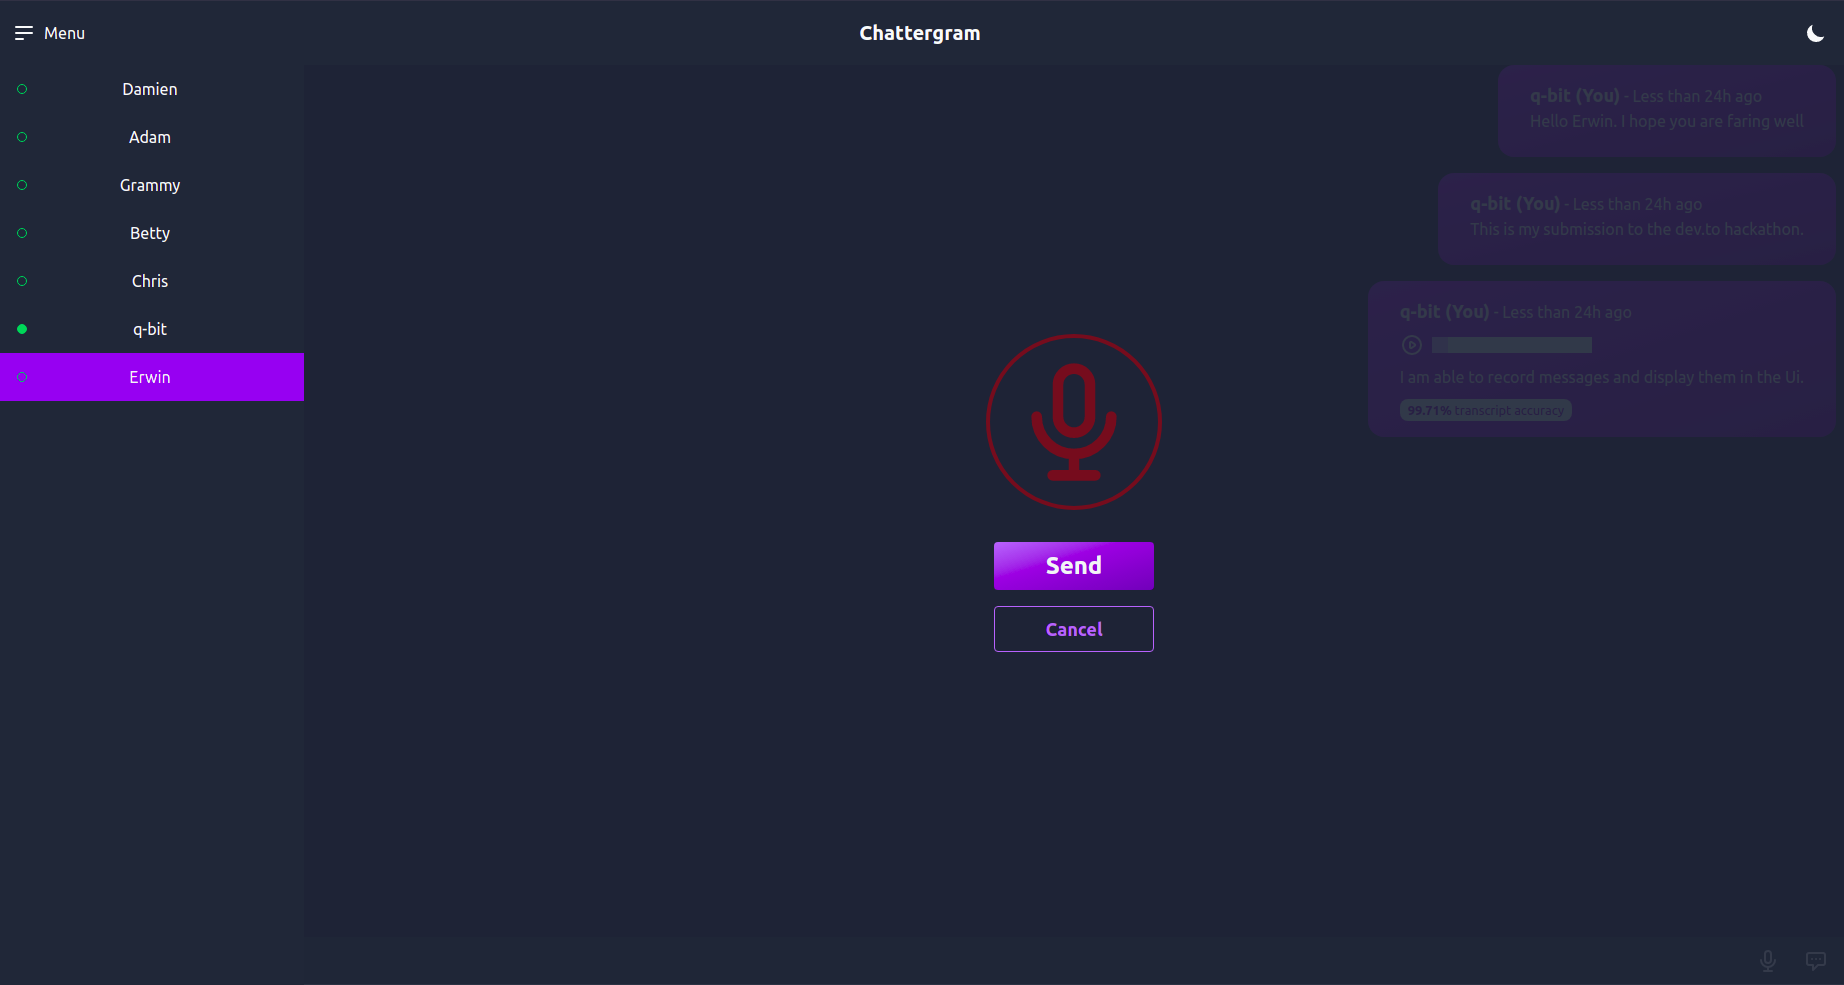 Menu
Chattergram
Damien
Adam
Grammy
Betty
Chris
q-bit
Erwin
q-bit (You) - Less than 24h ago
Hello Erwin. I hope you are faring well
q-bit (You) - Less than 24h ago
This is my submission to the dev.to hackathon.
q-bit (You) - Less than 24h ago
I am able to record messages and display them in the Ui.
99.71% transcript accuracy
Send
Cancel